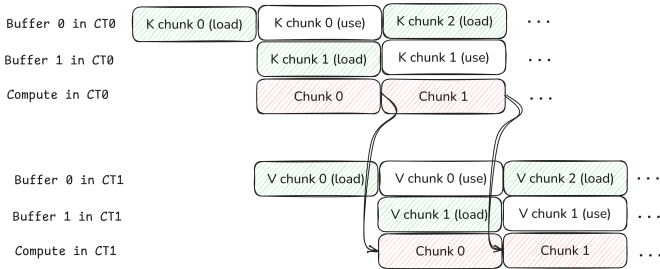 Buffer 0 in CT0 K chunk 0 (load) K chunk 0 (use) K chunk 2 (load) ...
Buffer 1 in CT0 K chunk 1 (load) K chunk 1 (use) ...
Compute in CT0 Chunk 0 Chunk 1 ...
Buffer 0 in CT1 V chunk 0 (load) V chunk 0 (use) V chunk 2 (load) ...
Buffer 1 in CT1 V chunk 1 (load) V chunk 1 (use) ...
Compute in CT1 Chunk 0 Chunk 1 ...